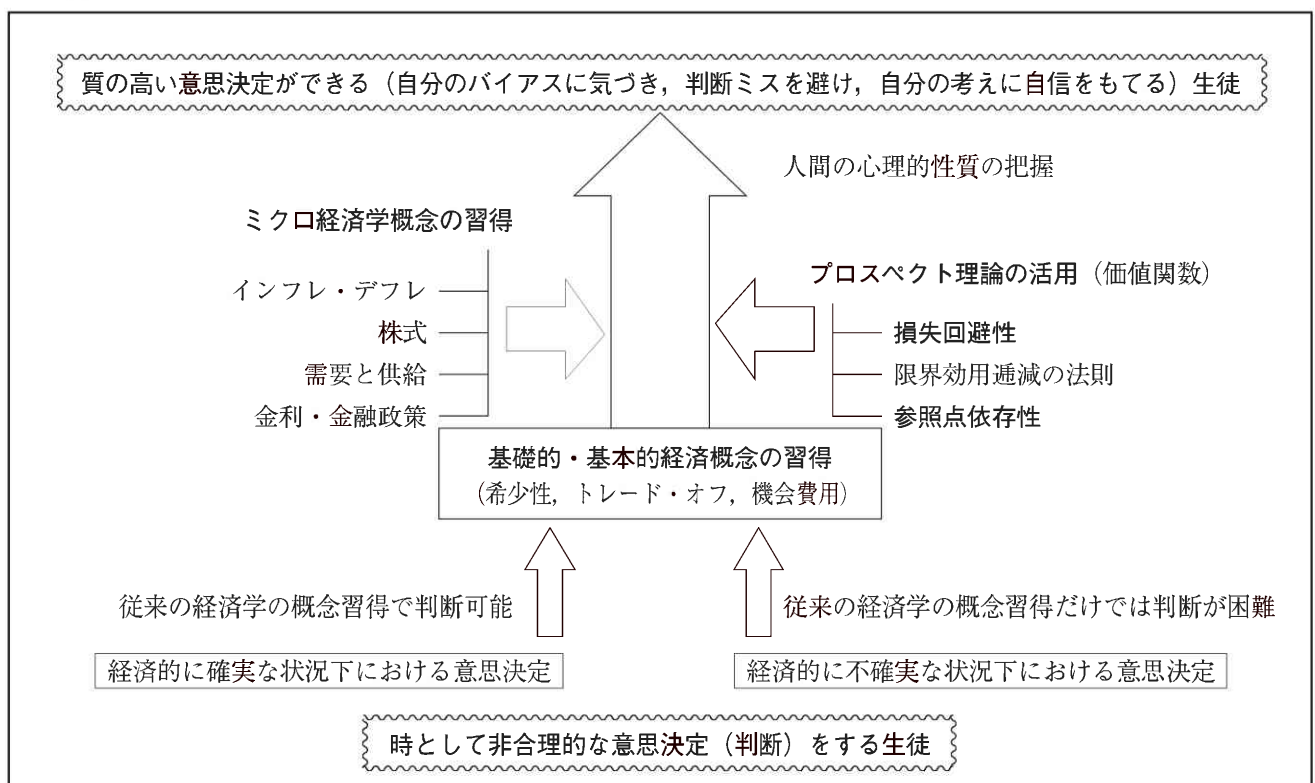 質の高い意思決定ができる（自分のバイアスに気づき，判断ミスを避け，自分の考えに自信をもてる）生徒
人間の心理的性質の把握
ミクロ経済学概念の習得
インフレ・デフレ
株式
需要と供給
金利・金融政策
プロスペクト理論の活用（価値関数）
損失回避性
限界効用逓減の法則
参照点依存性
基礎的・基本的経済概念の習得
（希少性，トレード・オフ，機会費用）
従来の経済学の概念習得で判断可能
従来の経済学の概念習得だけでは判断が困難
経済的に確実な状況下における意思決定
経済的に不確実な状況下における意思決定
時として非合理的な意思決定（判断）をする生徒